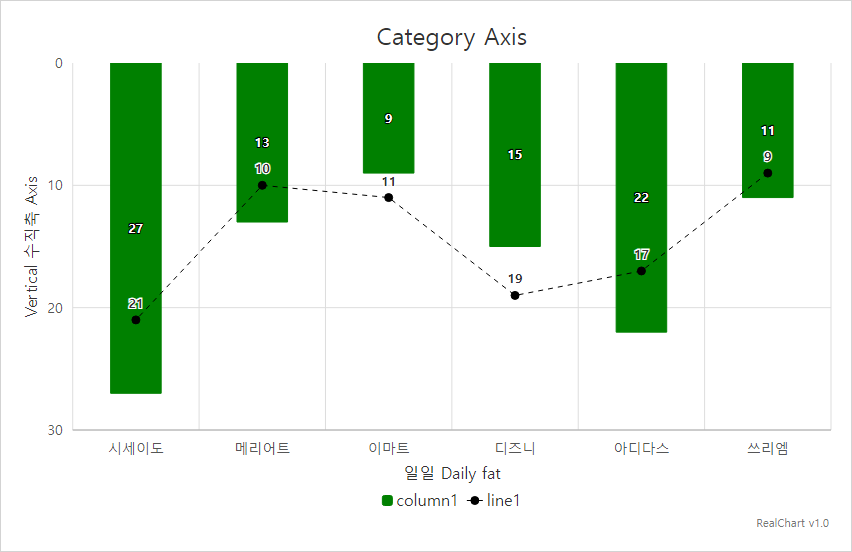 Category Axis
0
10
20
30
Vertical 수직축 Axis
27
13
9
15
22
11
21
10
11
19
17
9
시세이도 메리어트 이마트 디즈니 아디다스 쓰리엠
일일 Daily fat
column1 line1
RealChart v1.0